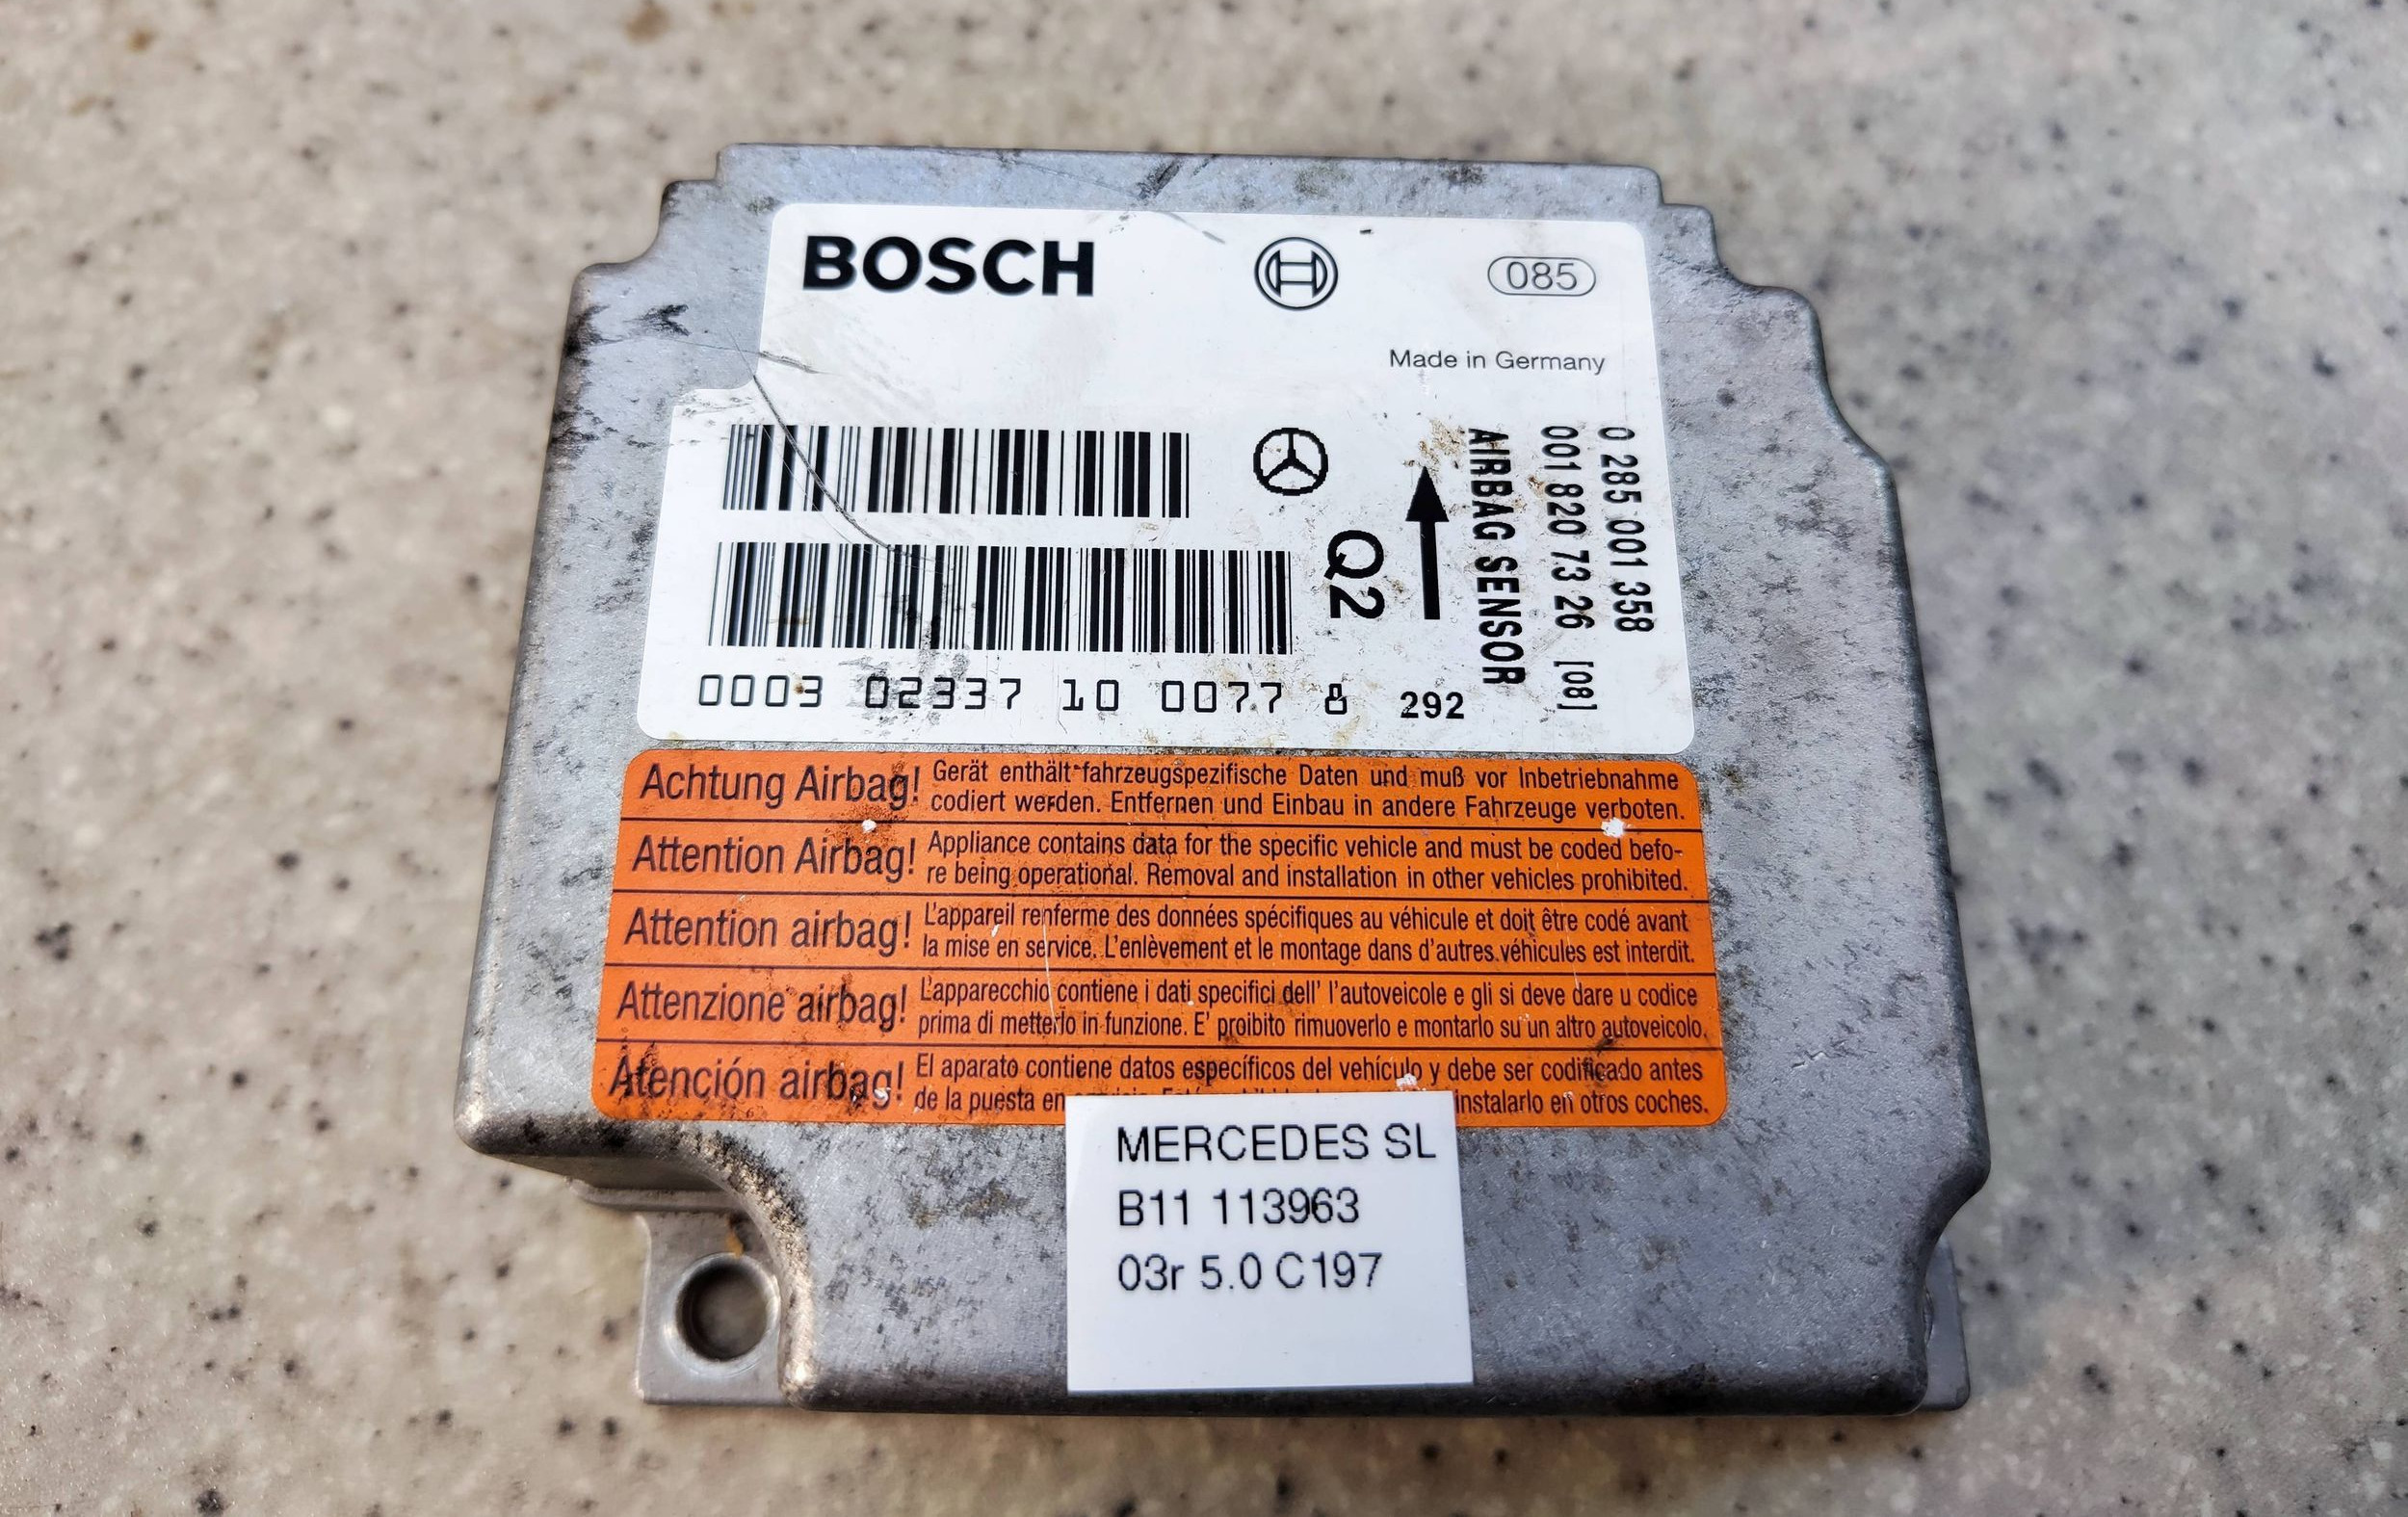 BOSCH
085
Made in Germany
0 285 001 358
001 820 73 26 [08]
AIRBAG SENSOR
Q2
0003 02337 10 0077 8 292
Achtung Airbag! Gerät enthält fahrzeugspezifische Daten und muß vor Inbetriebnahme
codiert werden. Entfernen und Einbau in andere Fahrzeuge verboten.
Attention Airbag! Appliance contains data for the specific vehicle and must be coded befo-
re being operational. Removal and installation in other vehicles prohibited.
Attention airbag! L'appareil renferme des données spécifiques au véhicule et doit être codé avant
la mise en service. L'enlèvement et le montage dans d'autres véhicules est interdit.
Attenzione airbag! L'apparecchio contiene i dati specifici dell' l'autoveicole e gli si deve dare u codice
prima di metterlo in funzione. E' proibito rimuoverlo e montarlo su un altro autoveicolo.
Atención airbag! El aparato contiene datos específicos del vehículo y debe ser codificado antes
de la puesta en instalarlo en otros coches.
MERCEDES SL
B11 113963
03r 5.0 C197